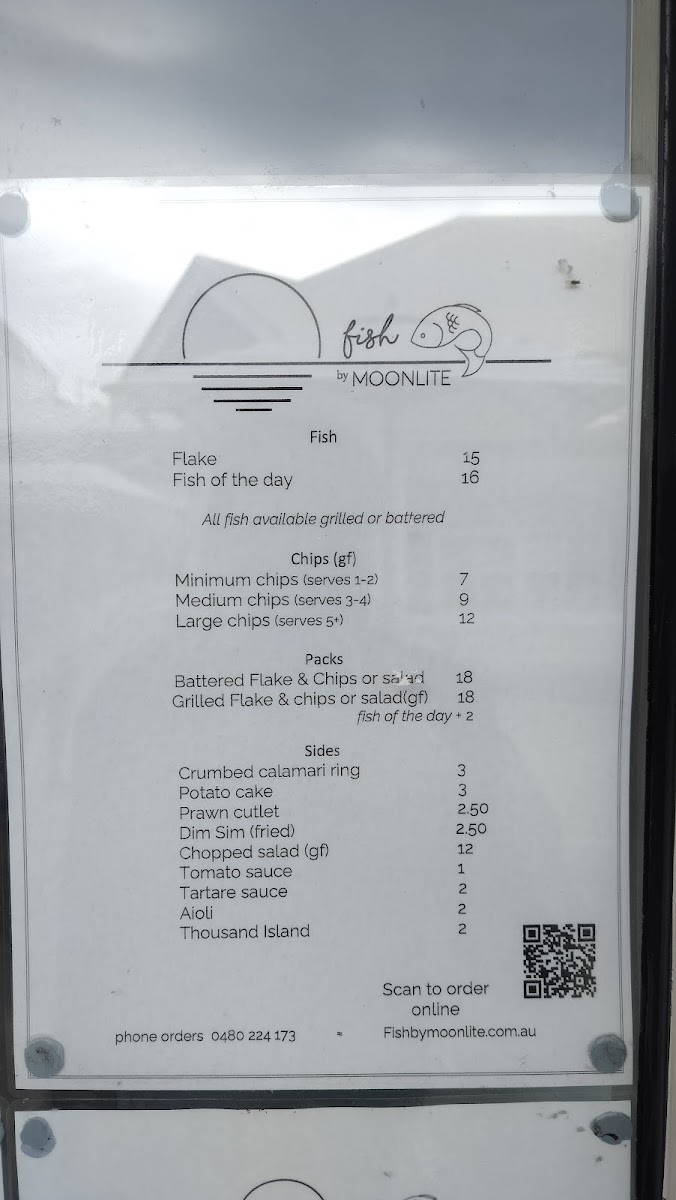 fish
by MOONLITE
Fish
Flake 15
Fish of the day 16
All fish available grilled or battered
Chips (gf)
Minimum chips (serves 1-2) 7
Medium chips (serves 3-4) 9
Large chips (serves 5+) 12
Packs
Battered Flake & Chips or salad 18
Grilled Flake & chips or salad(gf) 18
fish of the day + 2
Sides
Crumbed calamari ring 3
Potato cake 3
Prawn cutlet 2.50
Dim Sim (fried) 2.50
Chopped salad (gf) 12
Tomato sauce 1
Tartare sauce 2
Aioli 2
Thousand Island 2
Scan to order
online
phone orders 0480 224 173 ~ Fishbymoonlite.com.au